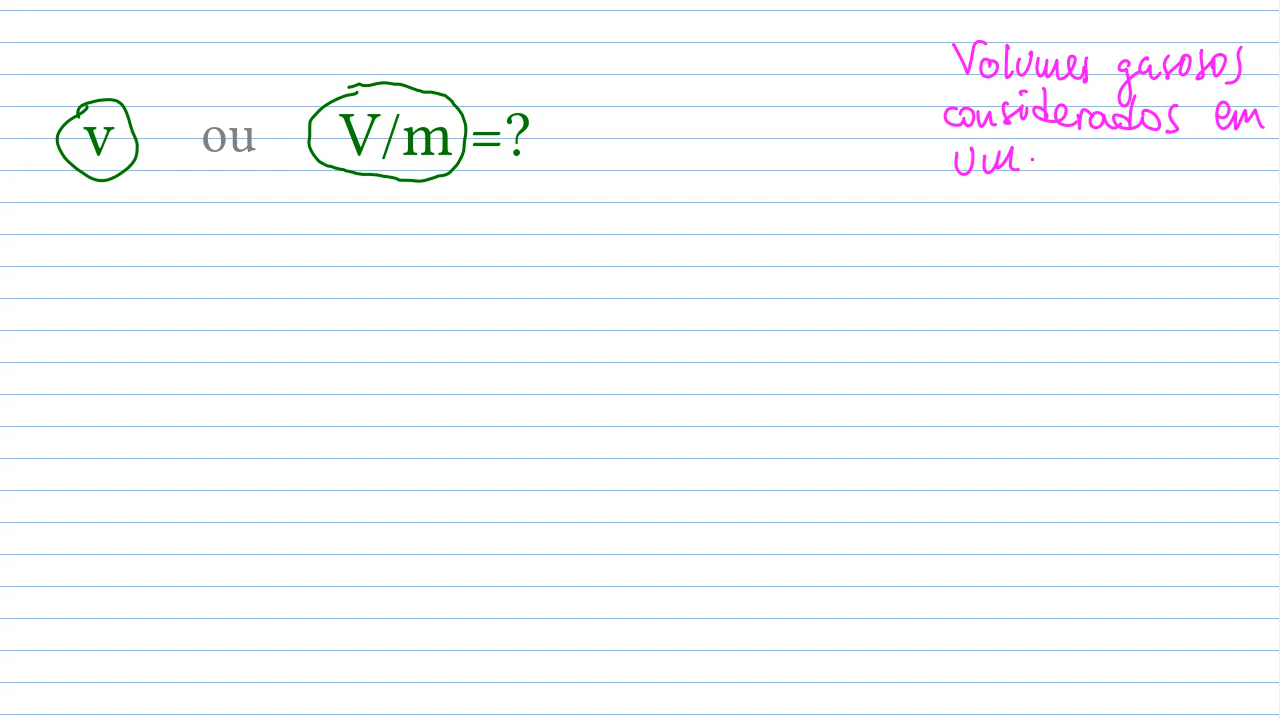 v ou V/m =?
Volumes gasosos
considerados em
um.